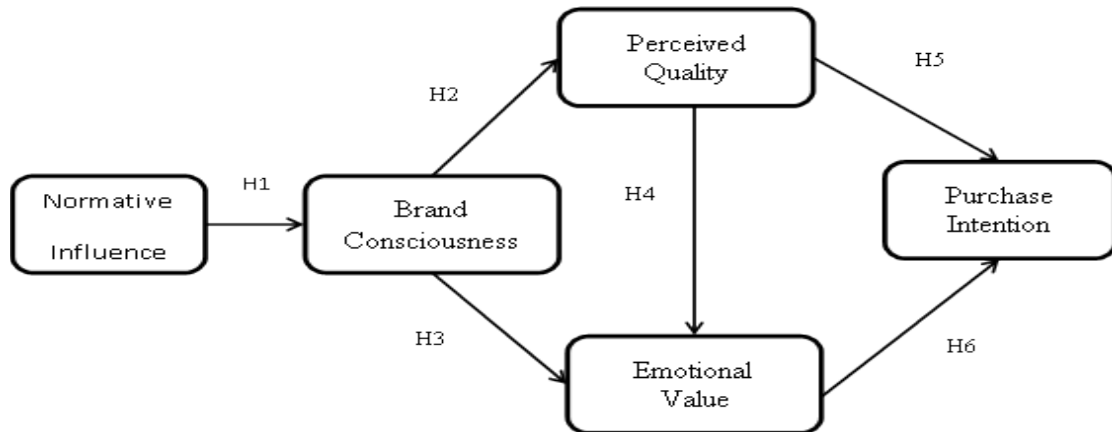 Perceived
Quality
H5
H2
H1
H4
Normative
Influence
Brand
Consciousness
Purchase
Intention
H3
H6
Emotional
Value